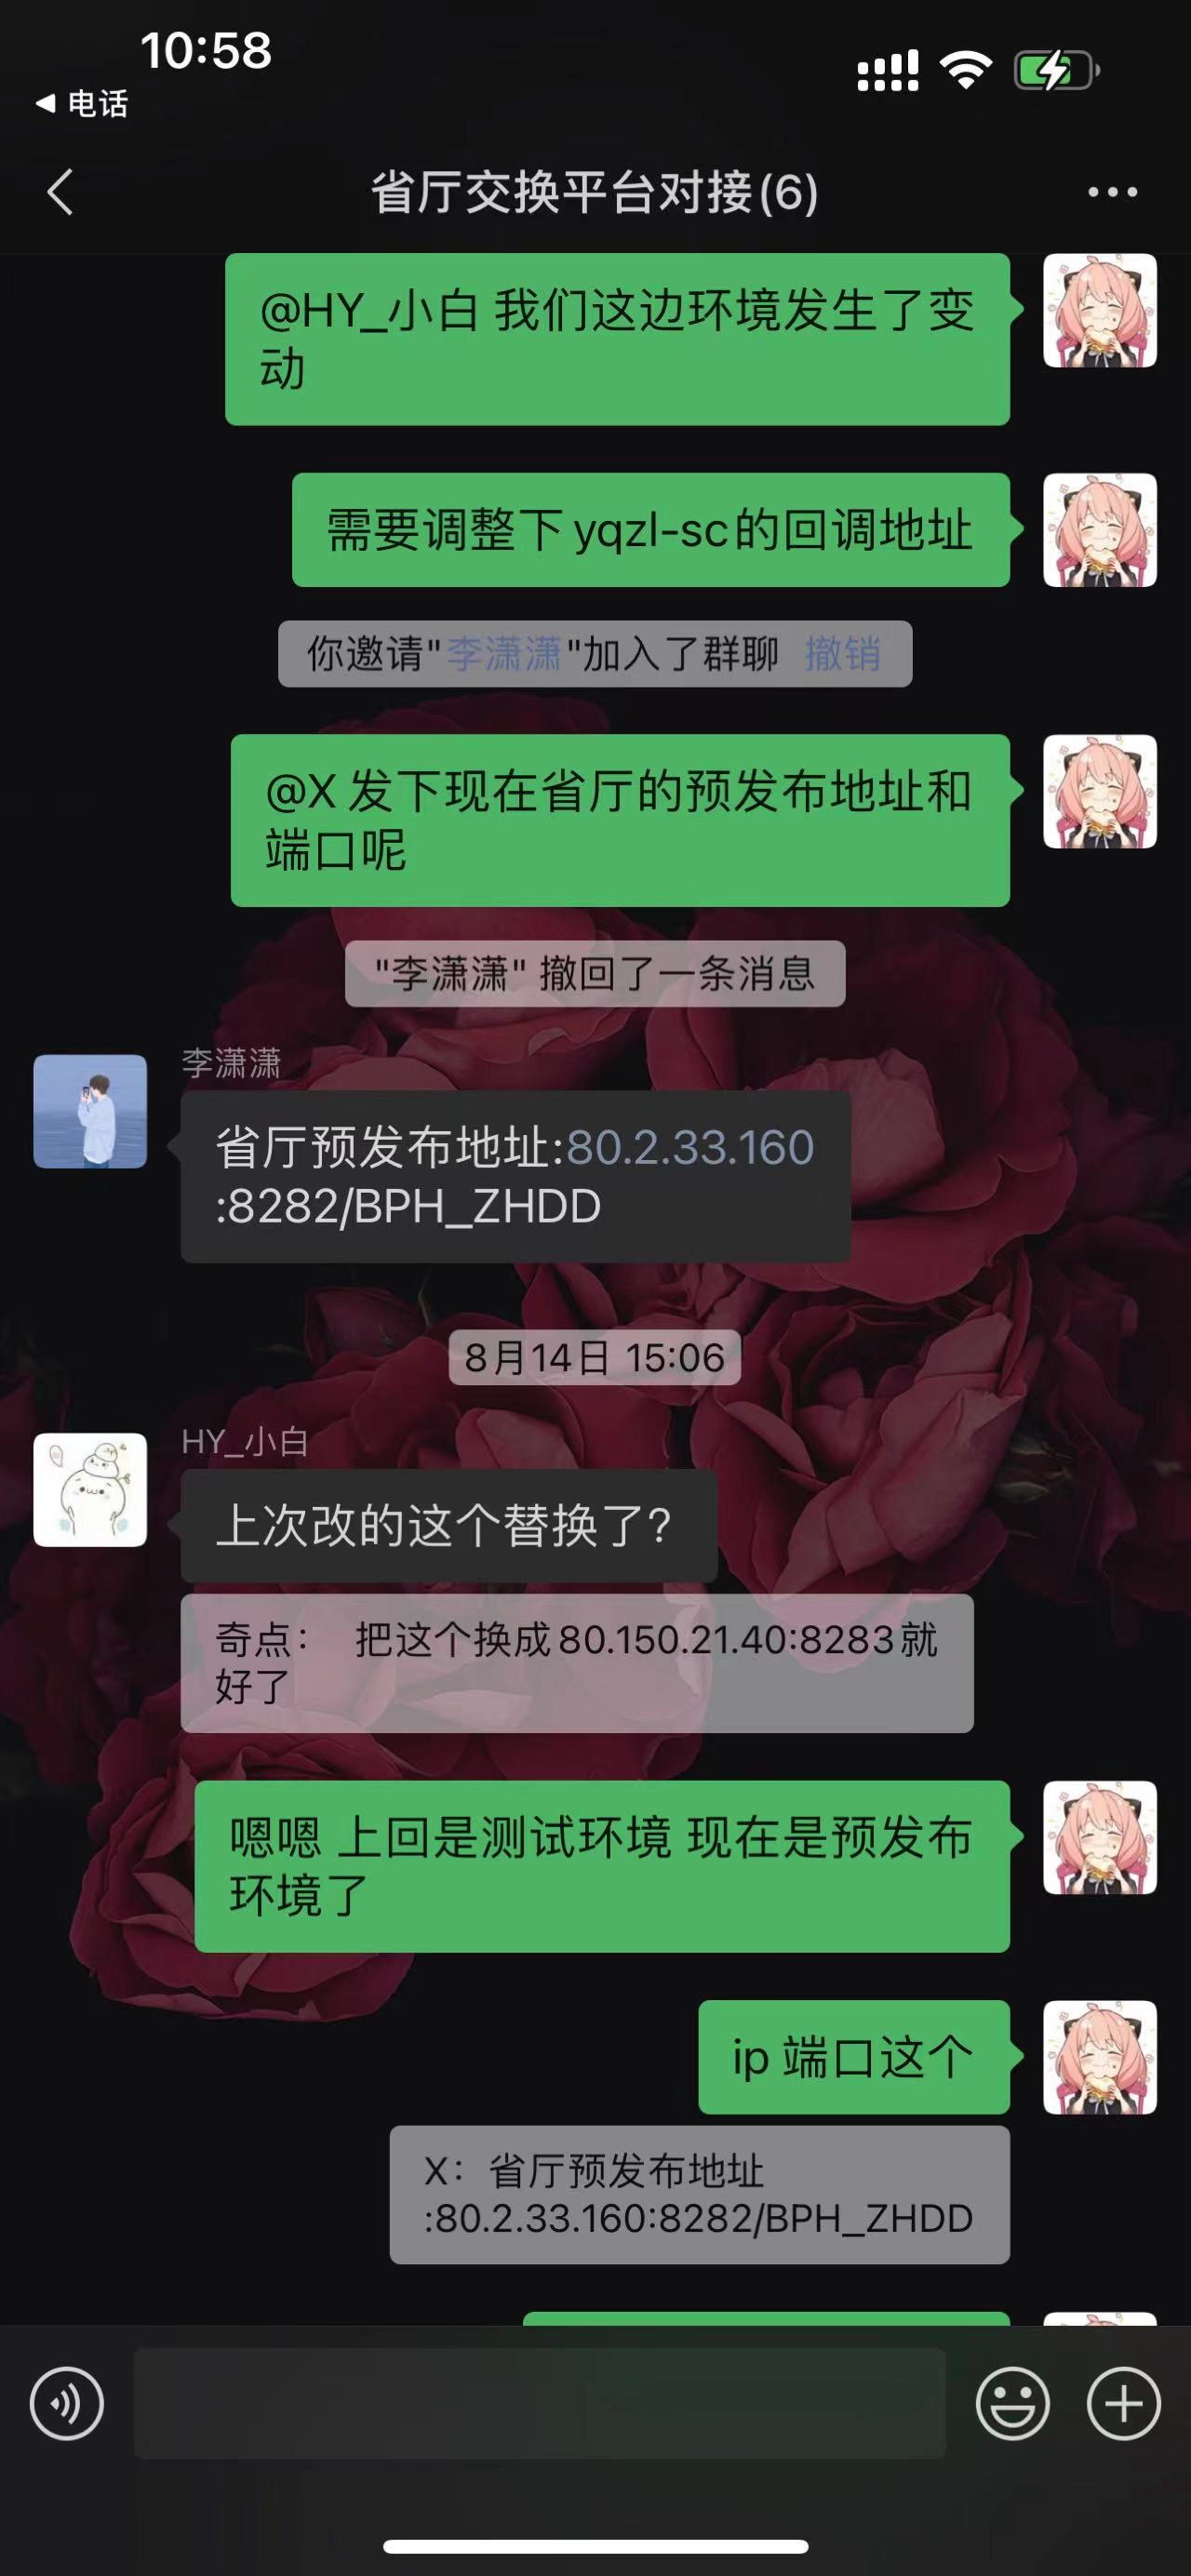 10:58
电话
省厅交换平台对接(6)
@HY_小白 我们这边环境发生了变
动
需要调整下yqzl-sc的回调地址
你邀请"李潇潇"加入了群聊 撤销
@X 发下现在省厅的预发布地址和
端口呢
"李潇潇" 撤回了一条消息
李潇潇
省厅预发布地址:80.2.33.160
:8282/BPH_ZHDD
8月14日 15:06
HY_小白
上次改的这个替换了?
奇点： 把这个换成80.150.21.40:8283就
好了
嗯嗯 上回是测试环境 现在是预发布
环境了
ip 端口这个
X：省厅预发布地址
:80.2.33.160:8282/BPH_ZHDD